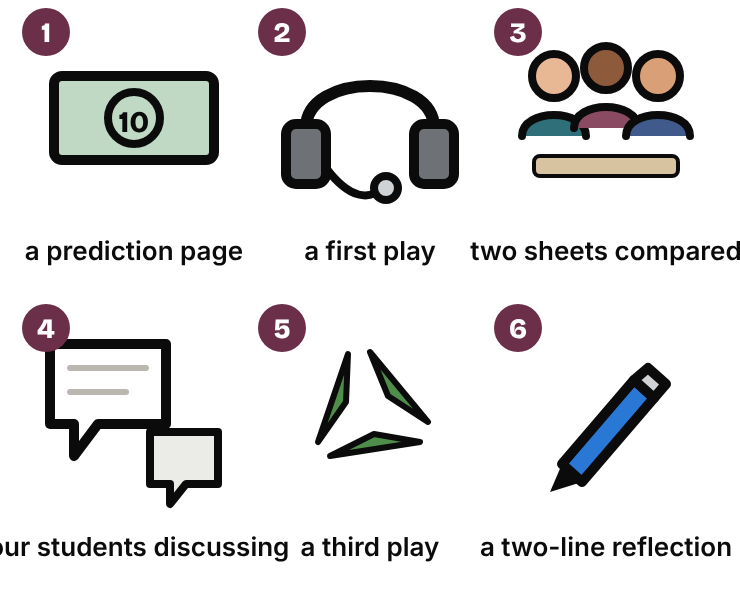 1
2
3
10
a prediction page
a first play
two sheets compared
4
5
6
students discussing
a third play
a two-line reflection